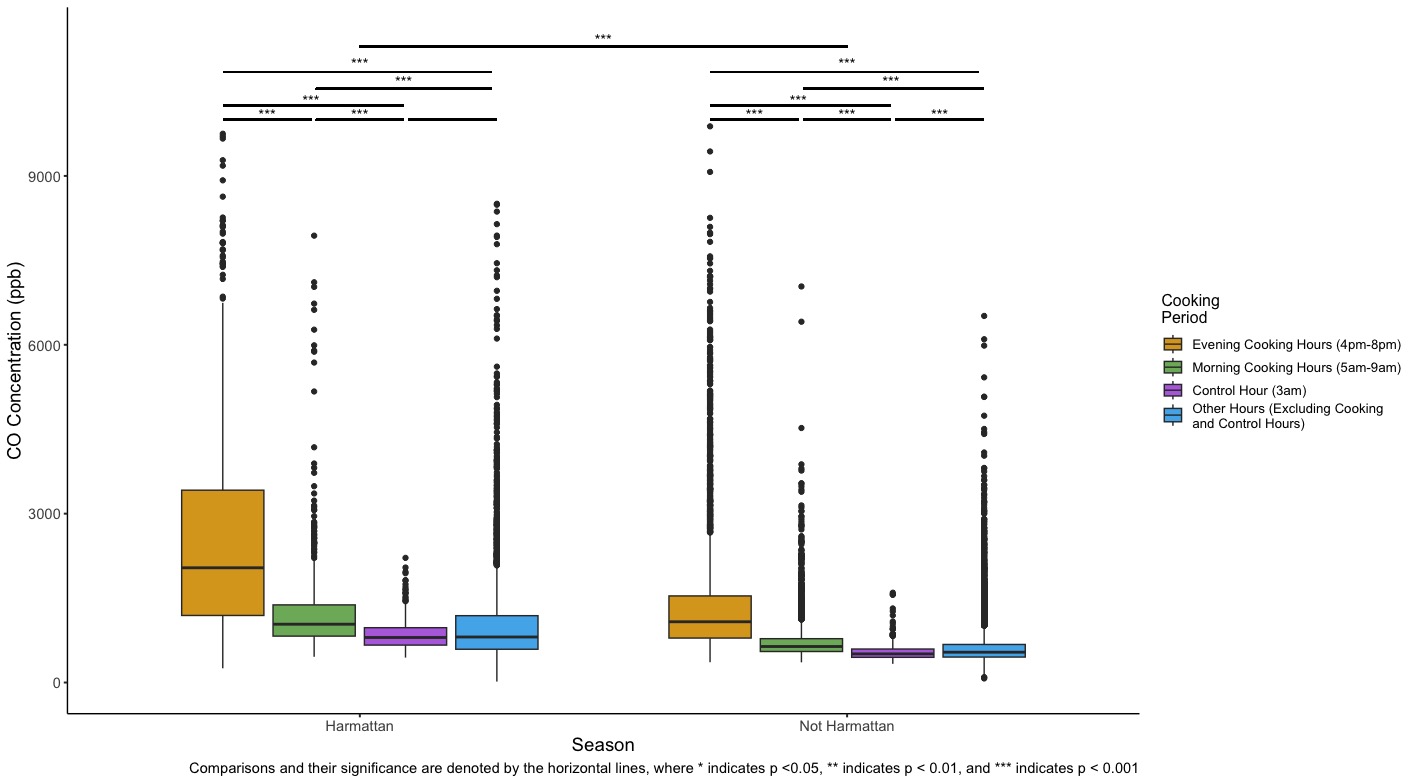 ***
*** ***
*** ***
*** ***
*** *** *** *** ***
9000
6000
3000
0
CO Concentration (ppb)
Harmattan Not Harmattan
Season
Cooking
Period
Evening Cooking Hours (4pm-8pm)
Morning Cooking Hours (5am-9am)
Control Hour (3am)
Other Hours (Excluding Cooking
and Control Hours)
Comparisons and their significance are denoted by the horizontal lines, where * indicates p <0.05, ** indicates p < 0.01, and *** indicates p < 0.001